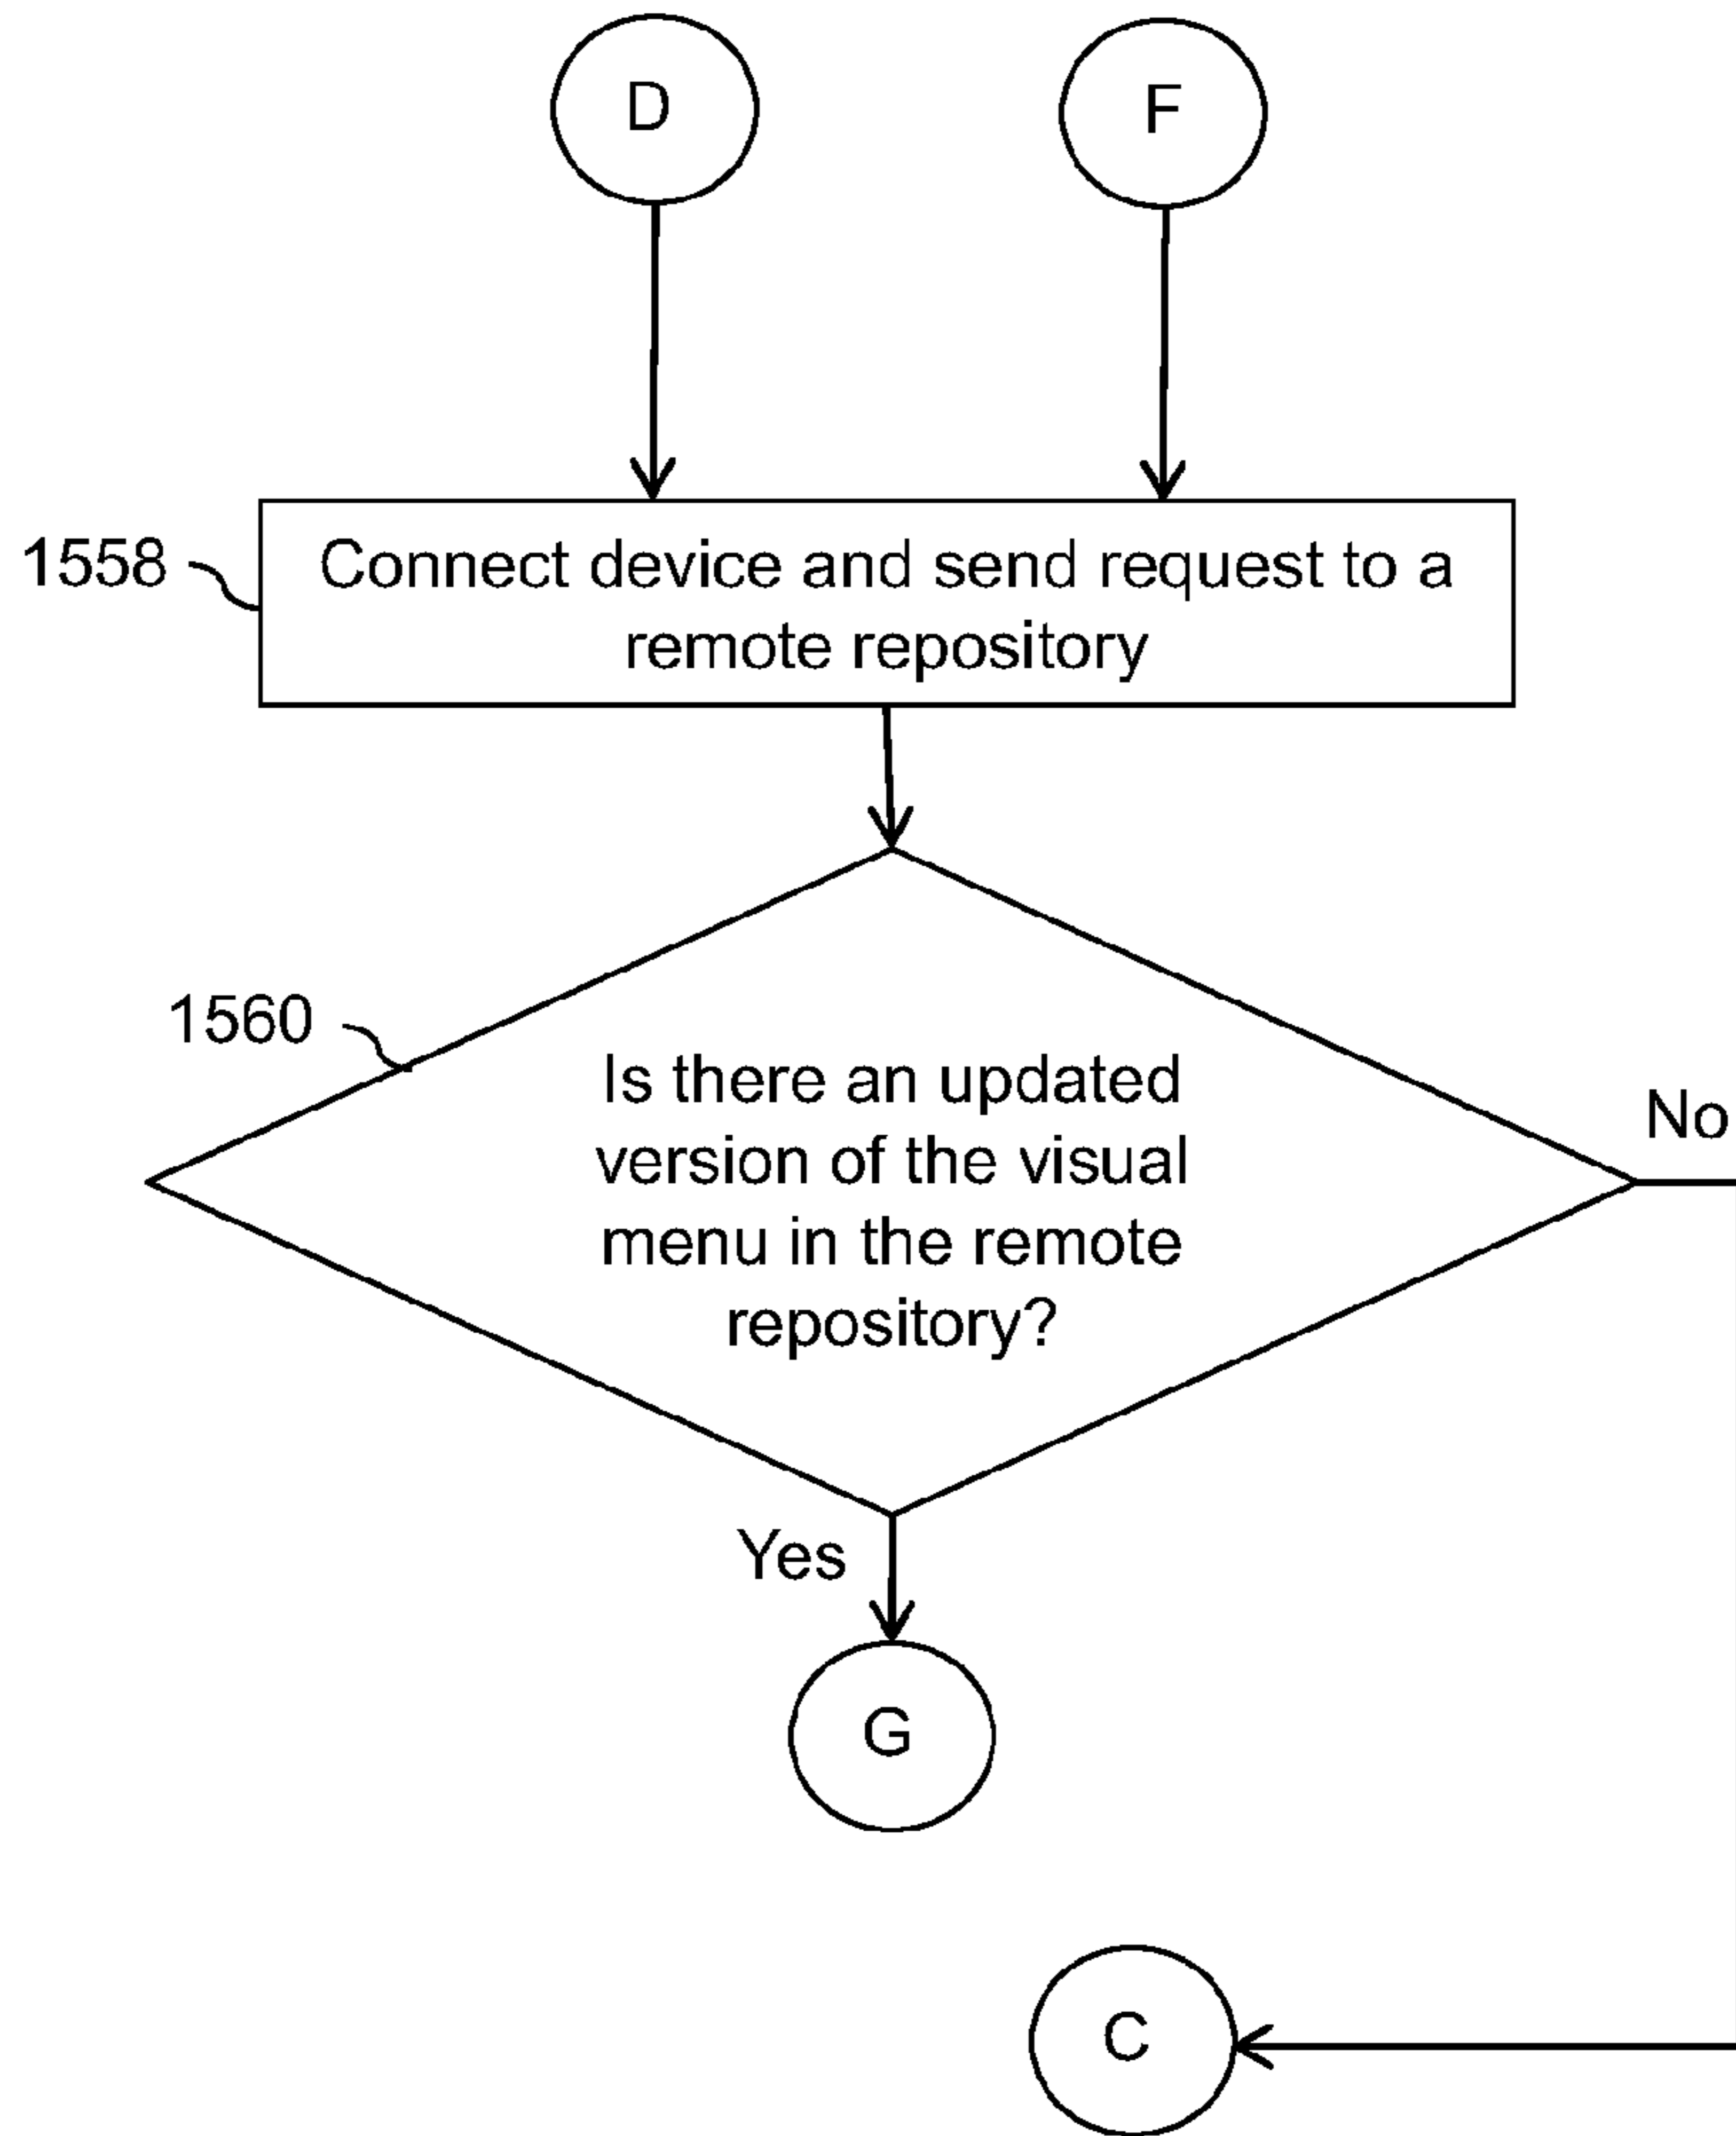 D
F
1558
Connect device and send request to a
remote repository
1560
Is there an updated
version of the visual
menu in the remote
repository?
No
Yes
G
C